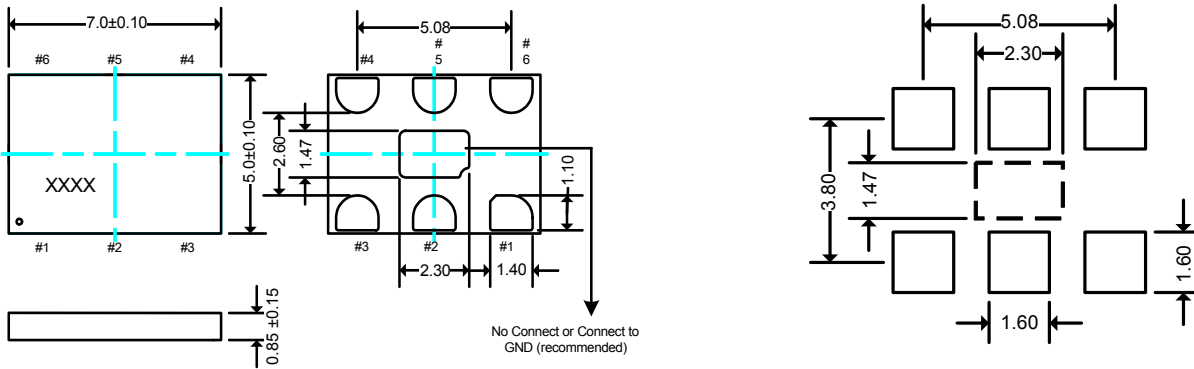 7.0±0.10
#6 #5 #4
5.0±0.10
XXXX
#1 #2 #3
0.85 ±0.15
5.08
#4 # 5 # 6
2.60
1.47
1.10
#3 #2 #1
2.30 1.40
No Connect or Connect to
GND (recommended)
5.08
2.30
3.80
1.47
1.60
1.60